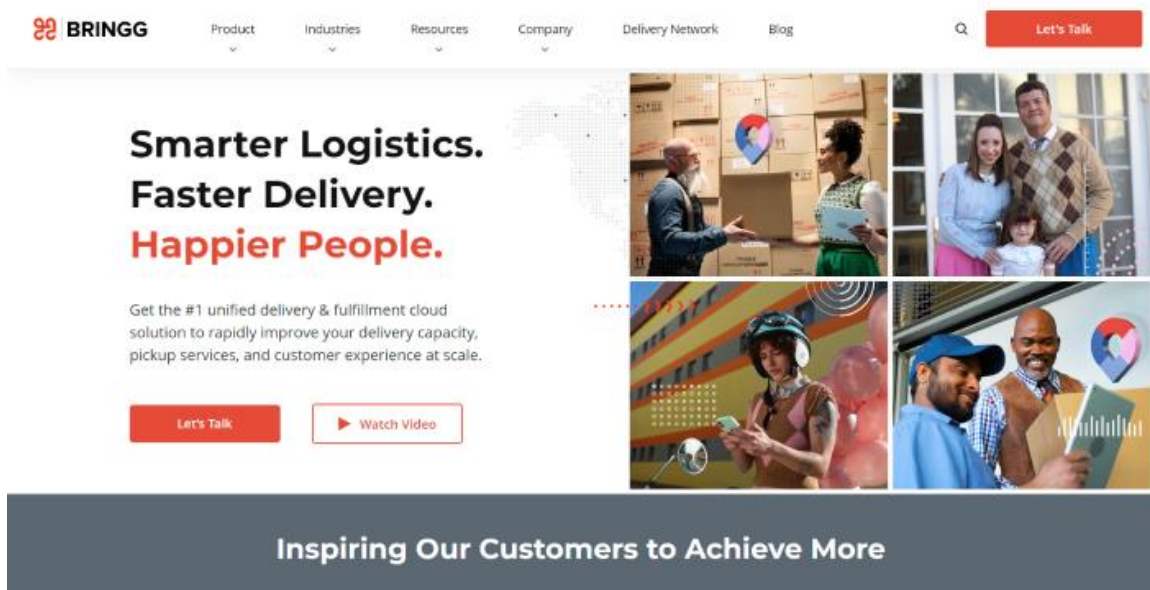 BRINGG
Product
Industries
Resources
Company
Delivery Network
Blog
Let's Talk
Smarter Logistics.
Faster Delivery.
Happier People.
Get the #1 unified delivery & fulfillment cloud
solution to rapidly improve your delivery capacity,
pickup services, and customer experience at scale.
Let's Talk
Watch Video
Inspiring Our Customers to Achieve More